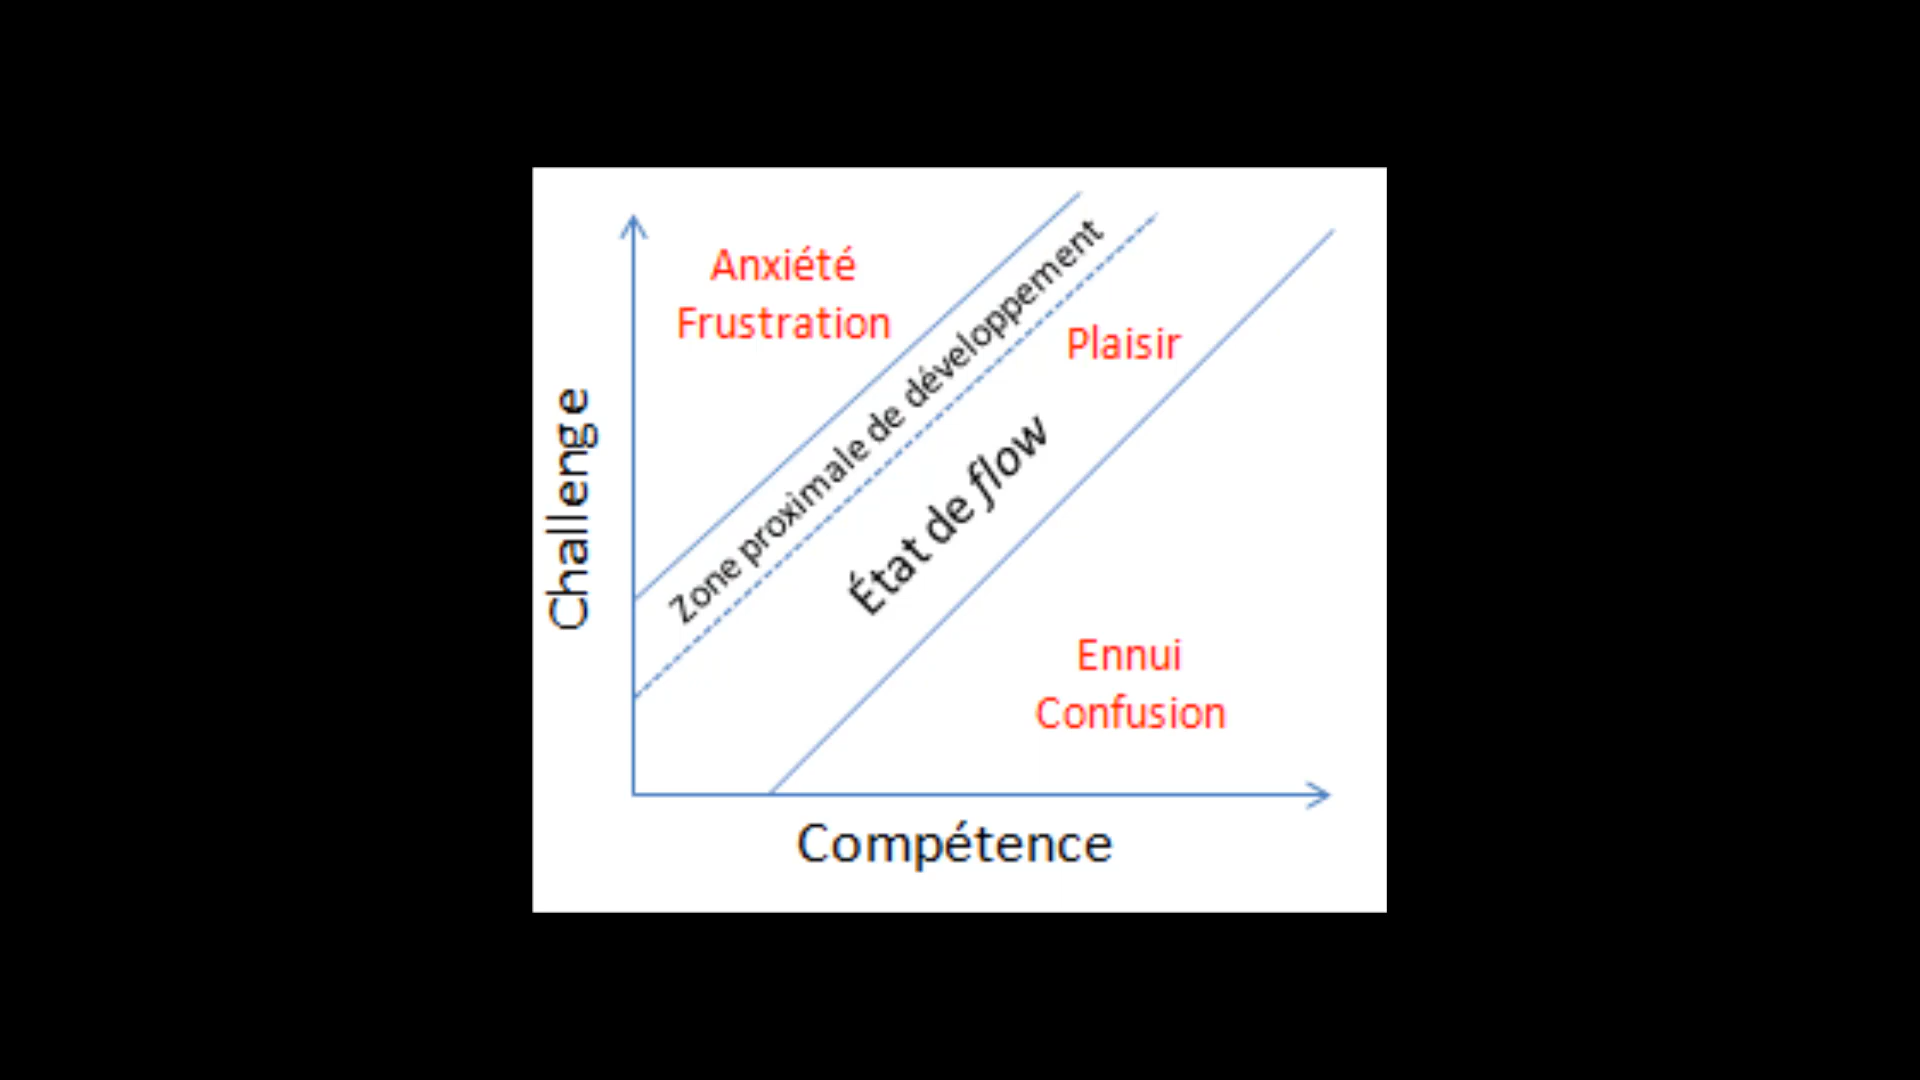 Anxiété
Frustration
Zone proximale de développement
Plaisir
État de flow
Challenge
Ennui
Confusion
Compétence